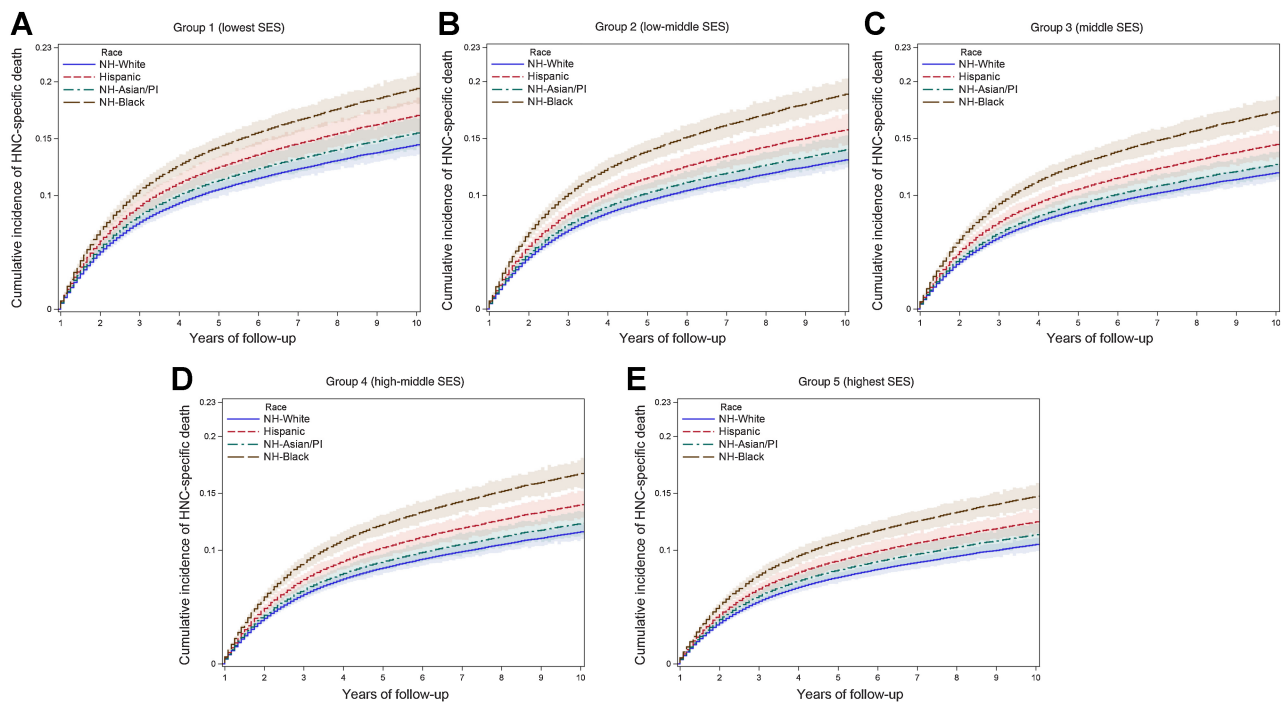 A
Group 1 (lowest SES)
Cumulative incidence of HNC-specific death
0.23
0.2
0.15
0.1
0
Race
NH-White
Hispanic
NH-Asian/PI
NH-Black
1 2 3 4 5 6 7 8 9 10
Years of follow-up
B
Group 2 (low-middle SES)
Cumulative incidence of HNC-specific death
0.23
0.2
0.15
0.1
0
Race
NH-White
Hispanic
NH-Asian/PI
NH-Black
1 2 3 4 5 6 7 8 9 10
Years of follow-up
C
Group 3 (middle SES)
Cumulative incidence of HNC-specific death
0.23
0.2
0.15
0.1
0
Race
NH-White
Hispanic
NH-Asian/PI
NH-Black
1 2 3 4 5 6 7 8 9 10
Years of follow-up
D
Group 4 (high-middle SES)
Cumulative incidence of HNC-specific death
0.23
0.2
0.15
0.1
0
Race
NH-White
Hispanic
NH-Asian/PI
NH-Black
1 2 3 4 5 6 7 8 9 10
Years of follow-up
E
Group 5 (highest SES)
Cumulative incidence of HNC-specific death
0.23
0.2
0.15
0.1
0
Race
NH-White
Hispanic
NH-Asian/PI
NH-Black
1 2 3 4 5 6 7 8 9 10
Years of follow-up